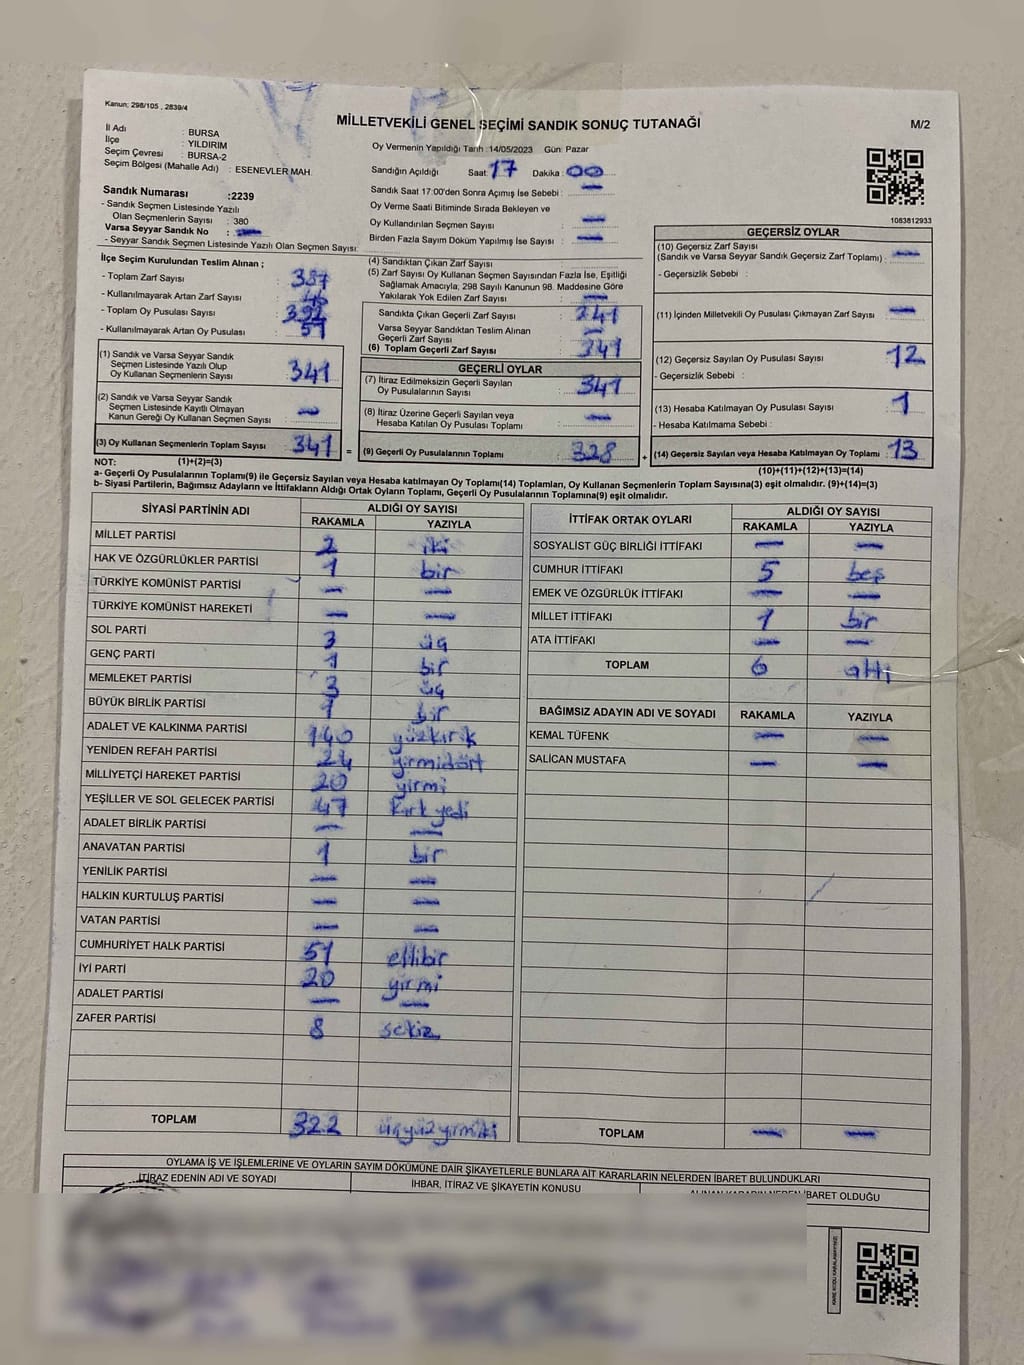 Kanun; 298/105 , 2839/4
MİLLETVEKİLİ GENEL SEÇİMİ SANDIK SONUÇ TUTANAĞI
M/2
İl Adı : BURSA
İlçe : YILDIRIM
Seçim Çevresi : BURSA-2
Seçim Bölgesi (Mahalle Adı) : ESENEVLER MAH.
Sandık Numarası :2239
- Sandık Seçmen Listesinde Yazılı
Olan Seçmenlerin Sayısı : 380
Varsa Seyyar Sandık No : —
- Seyyar Sandık Seçmen Listesinde Yazılı Olan Seçmen Sayısı:
Oy Vermenin Yapıldığı Tarih :14/05/2023 Gün: Pazar
Sandığın Açıldığı Saat: 17 Dakika : 00
Sandık Saat 17:00'den Sonra Açımış İse Sebebi : —
Oy Verme Saati Bitiminde Sırada Bekleyen ve
Oy Kullandırılan Seçmen Sayısı : —
Birden Fazla Sayım Döküm Yapılmış İse Sayısı : —
1083812933
İlçe Seçim Kurulundan Teslim Alınan ;
- Toplam Zarf Sayısı : 387
- Kullanılmayarak Artan Zarf Sayısı : 46
- Toplam Oy Pusulası Sayısı : 392
- Kullanılmayarak Artan Oy Pusulası : 51
(1) Sandık ve Varsa Seyyar Sandık
Seçmen Listesinde Yazılı Olup
Oy Kullanan Seçmenlerin Sayısı : 341
(2) Sandık ve Varsa Seyyar Sandık
Seçmen Listesinde Kayıtlı Olmayan
Kanun Gereği Oy Kullanan Seçmen Sayısı : —
(3) Oy Kullanan Seçmenlerin Toplam Sayısı : 341
(1)+(2)=(3)
(4) Sandıktan Çıkan Zarf Sayısı :
(5) Zarf Sayısı Oy Kullanan Seçmen Sayısından Fazla İse, Eşitliği
Sağlamak Amacıyla; 298 Sayılı Kanunun 98. Maddesine Göre
Yakılarak Yok Edilen Zarf Sayısı : —
Sandıkta Çıkan Geçerli Zarf Sayısı : 341
Varsa Seyyar Sandıktan Teslim Alınan
Geçerli Zarf Sayısı : —
(6) Toplam Geçerli Zarf Sayısı : 341
GEÇERLİ OYLAR
(7) İtiraz Edilmeksizin Geçerli Sayılan
Oy Pusulalarının Sayısı : 341
(8) İtiraz Üzerine Geçerli Sayılan veya
Hesaba Katılan Oy Pusulası Toplamı : —
= (9) Geçerli Oy Pusulalarının Toplamı : 328
GEÇERSİZ OYLAR
(10) Geçersiz Zarf Sayısı
(Sandık ve Varsa Seyyar Sandık Geçersiz Zarf Toplamı) : —
- Geçersizlik Sebebi :
(11) İçinden Milletvekili Oy Pusulası Çıkmayan Zarf Sayısı : —
(12) Geçersiz Sayılan Oy Pusulası Sayısı : 12
- Geçersizlik Sebebi :
(13) Hesaba Katılmayan Oy Pusulası Sayısı : 1
- Hesaba Katılmama Sebebi :
+ (14) Geçersiz Sayılan veya Hesaba Katılmayan Oy Toplamı : 13
(10)+(11)+(12)+(13)=(14)
NOT:
a- Geçerli Oy Pusulalarının Toplamı(9) ile Geçersiz Sayılan veya Hesaba katılmayan Oy Toplamı(14) Toplamları, Oy Kullanan Seçmenlerin Toplam Sayısına(3) eşit olmalıdır. (9)+(14)=(3)
b- Siyasi Partilerin, Bağımsız Adayların ve İttifakların Aldığı Ortak Oyların Toplamı, Geçerli Oy Pusulalarının Toplamına(9) eşit olmalıdır.
SİYASİ PARTİNİN ADI ALDIĞI OY SAYISI
RAKAMLA YAZIYLA
MİLLET PARTİSİ 2 iki
HAK VE ÖZGÜRLÜKLER PARTİSİ 1 bir
TÜRKİYE KOMÜNİST PARTİSİ — —
TÜRKİYE KOMÜNİST HAREKETİ — —
SOL PARTİ 3 üç
GENÇ PARTİ 1 bir
MEMLEKET PARTİSİ 3 üç
BÜYÜK BİRLİK PARTİSİ 1 bir
ADALET VE KALKINMA PARTİSİ 140 yüzkırk
YENİDEN REFAH PARTİSİ 24 yirmidört
MİLLİYETÇİ HAREKET PARTİSİ 20 yirmi
YEŞİLLER VE SOL GELECEK PARTİSİ 47 kırk yedi
ADALET BİRLİK PARTİSİ — —
ANAVATAN PARTİSİ 1 bir
YENİLİK PARTİSİ — —
HALKIN KURTULUŞ PARTİSİ — —
VATAN PARTİSİ — —
CUMHURİYET HALK PARTİSİ 51 ellibir
İYİ PARTİ 20 yirmi
ADALET PARTİSİ — —
ZAFER PARTİSİ 8 sekiz
TOPLAM 322 üçyüzyirmiiki
İTTİFAK ORTAK OYLARI ALDIĞI OY SAYISI
RAKAMLA YAZIYLA
SOSYALİST GÜÇ BİRLİĞİ İTTİFAKI — —
CUMHUR İTTİFAKI 5 beş
EMEK VE ÖZGÜRLÜK İTTİFAKI — —
MİLLET İTTİFAKI 1 bir
ATA İTTİFAKI — —
TOPLAM 6 altı
BAĞIMSIZ ADAYIN ADI VE SOYADI RAKAMLA YAZIYLA
KEMAL TÜFENK — —
SALİCAN MUSTAFA — —
TOPLAM — —
OYLAMA İŞ VE İŞLEMLERİNE VE OYLARIN SAYIM DÖKÜMÜNE DAİR ŞİKAYETLERLE BUNLARA AİT KARARLARIN NELERDEN İBARET BULUNDUKLARI
İTİRAZ EDENİN ADI VE SOYADI İHBAR, İTİRAZ VE ŞİKAYETİN KONUSU ALINAN KARARIN NEDEN İBARET OLDUĞU
KARE KODU KARALAMAYINIZ!